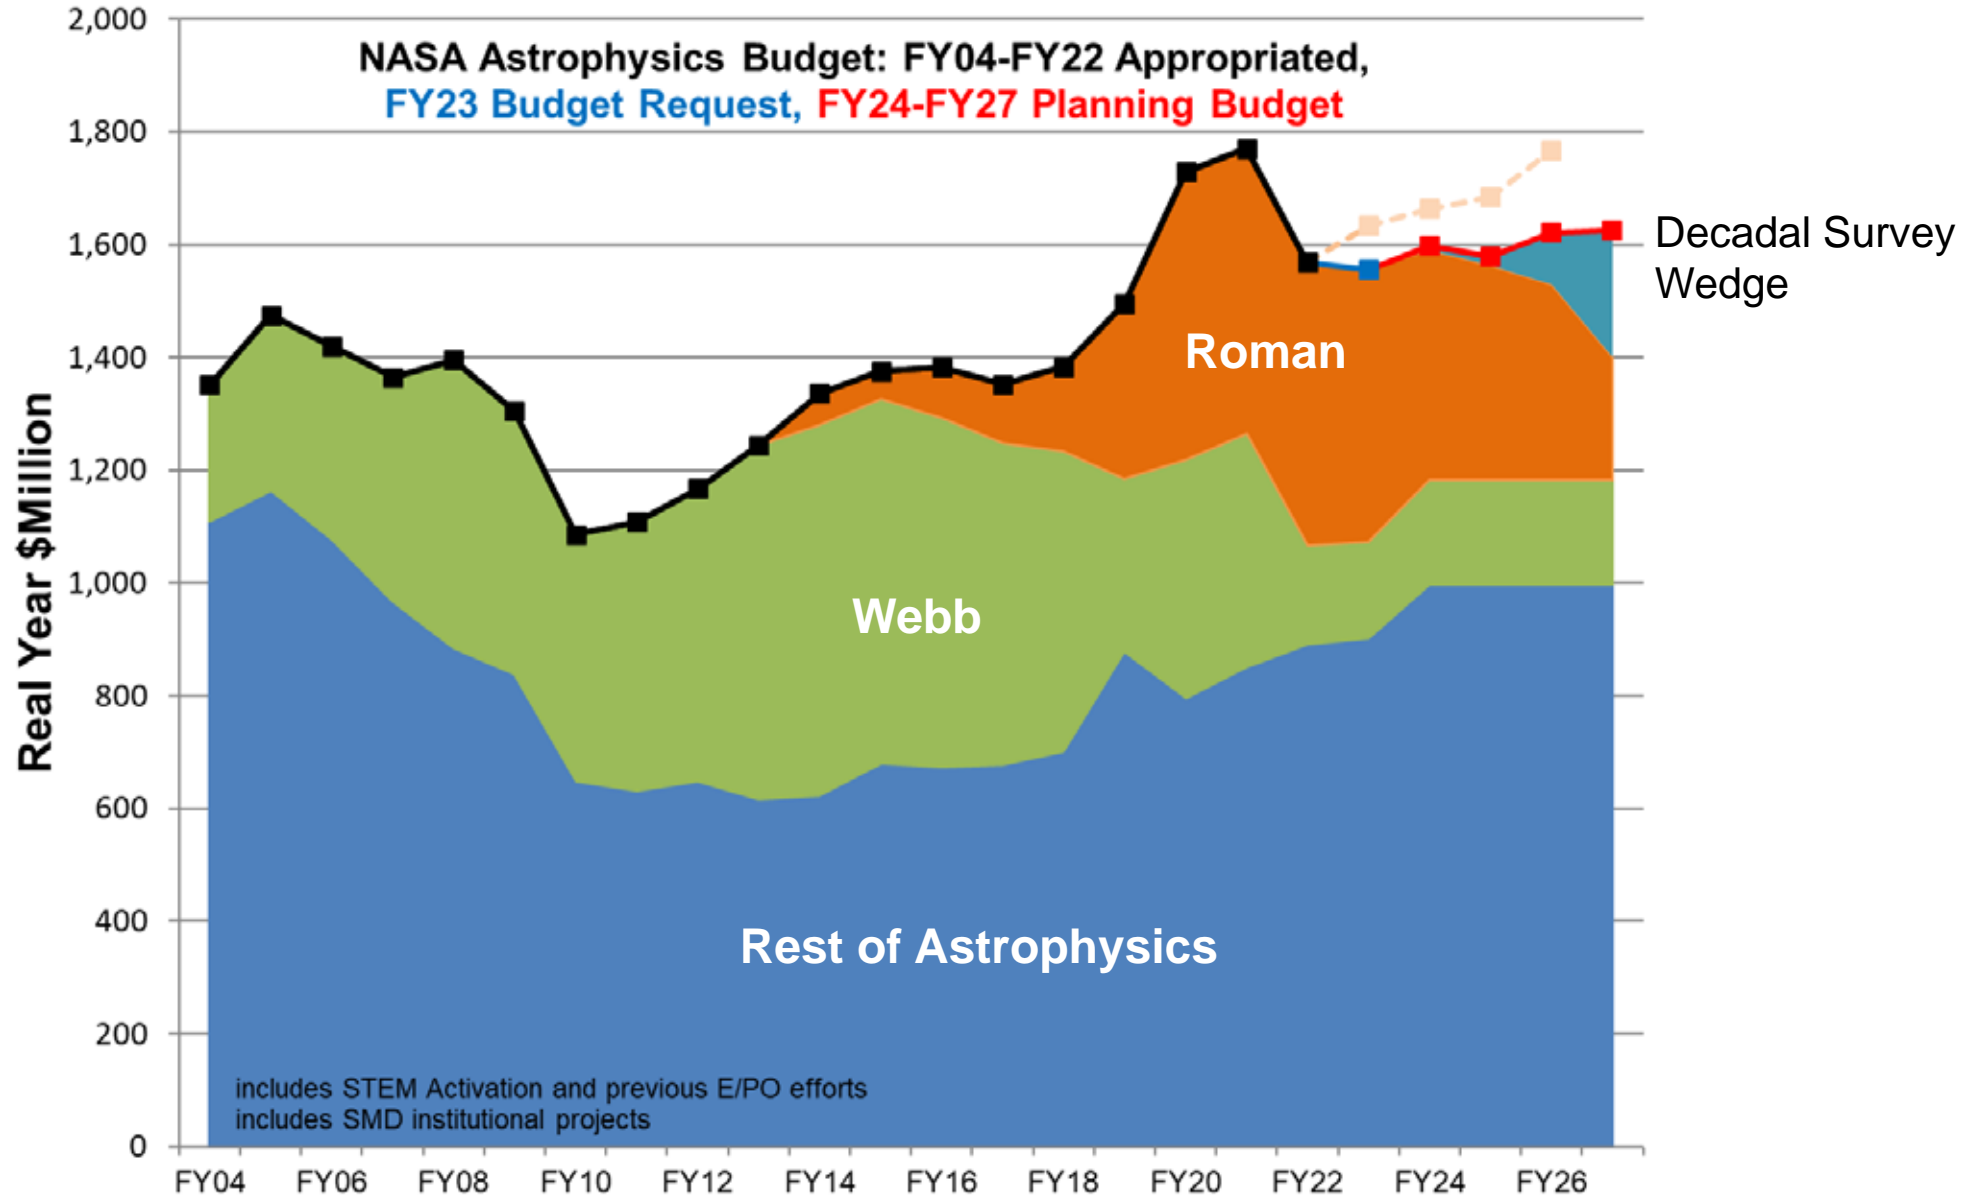 NASA Astrophysics Budget: FY04-FY22 Appropriated,
FY23 Budget Request, FY24-FY27 Planning Budget
Real Year $Million
2,000
1,800
1,600
1,400
1,200
1,000
800
600
400
200
0
Decadal Survey
Wedge
Roman
Webb
Rest of Astrophysics
includes STEM Activation and previous E/PO efforts
includes SMD institutional projects
FY04 FY06 FY08 FY10 FY12 FY14 FY16 FY18 FY20 FY22 FY24 FY26